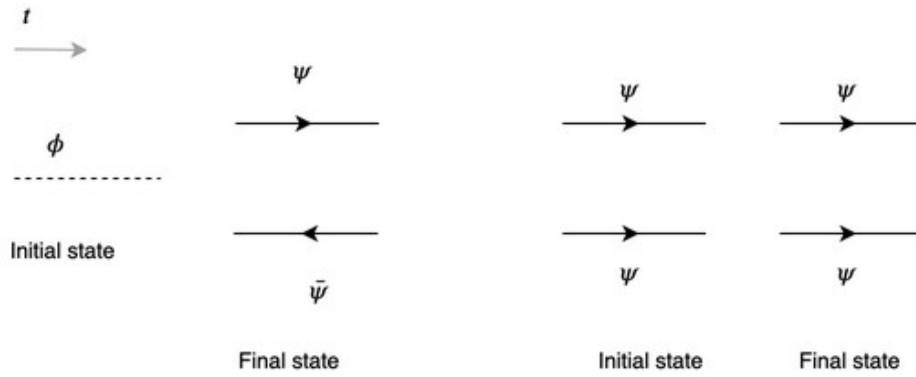 t
ψ
ψ
ψ
ϕ
Initial state
ψ̄
ψ
ψ
Final state
Initial state
Final state